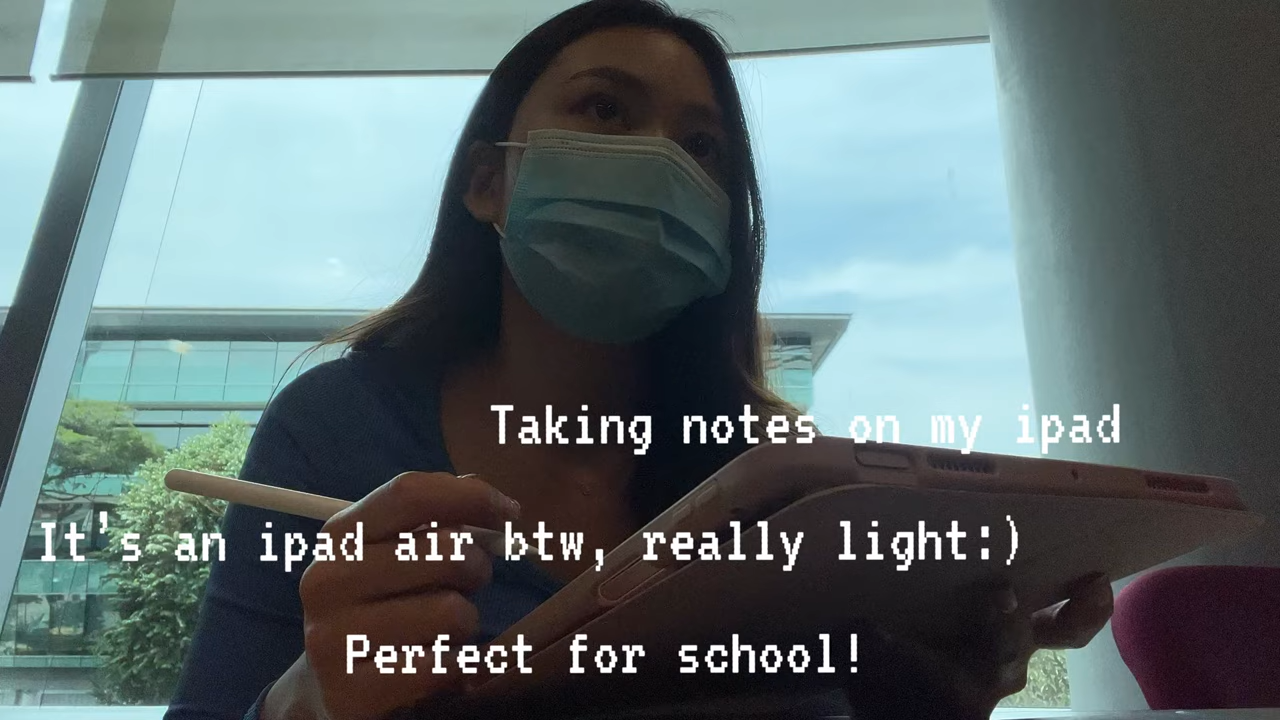 Taking notes on my ipad
It's an ipad air btw, really light:)
Perfect for school!